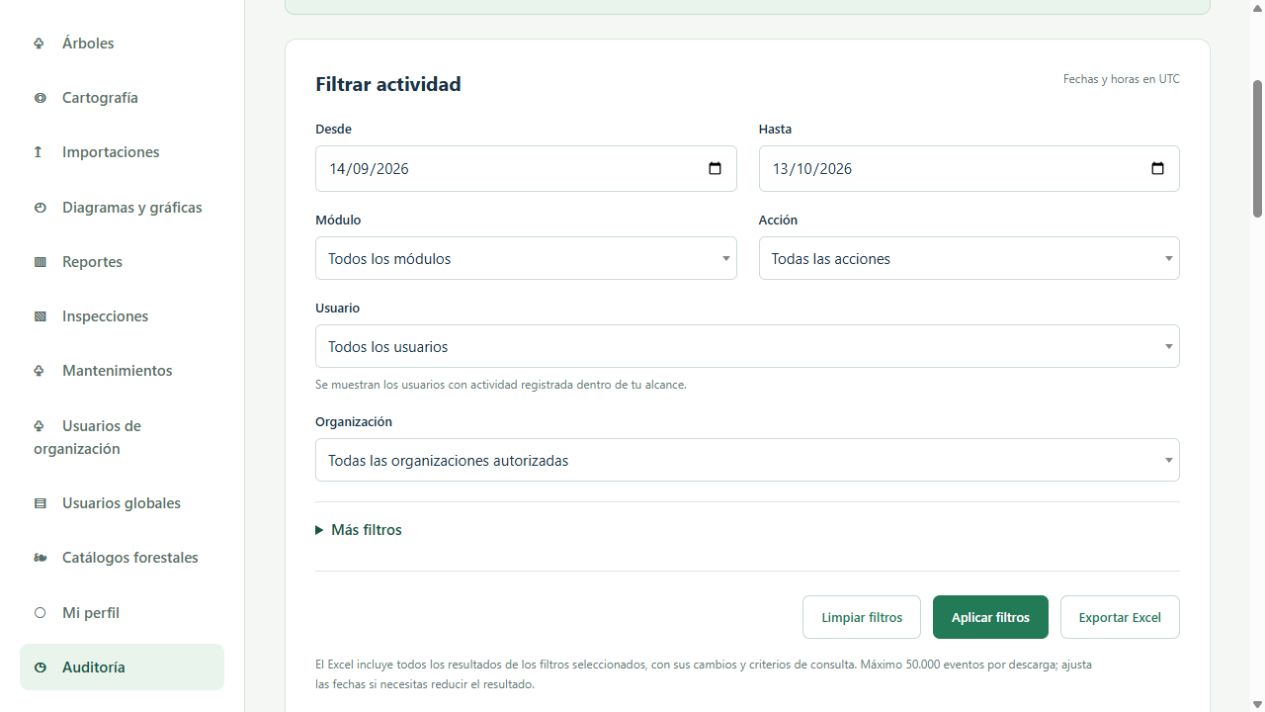 Árboles
Cartografía
Importaciones
Diagramas y gráficas
Reportes
Inspecciones
Mantenimientos
Usuarios de
organización
Usuarios globales
Catálogos forestales
Mi perfil
Auditoría
Filtrar actividad
Fechas y horas en UTC
Desde
Hasta
14/09/2026
13/10/2026
Módulo
Acción
Todos los módulos
Todas las acciones
Usuario
Todos los usuarios
Se muestran los usuarios con actividad registrada dentro de tu alcance.
Organización
Todas las organizaciones autorizadas
Más filtros
Limpiar filtros
Aplicar filtros
Exportar Excel
El Excel incluye todos los resultados de los filtros seleccionados, con sus cambios y criterios de consulta. Máximo 50.000 eventos por descarga; ajusta
las fechas si necesitas reducir el resultado.